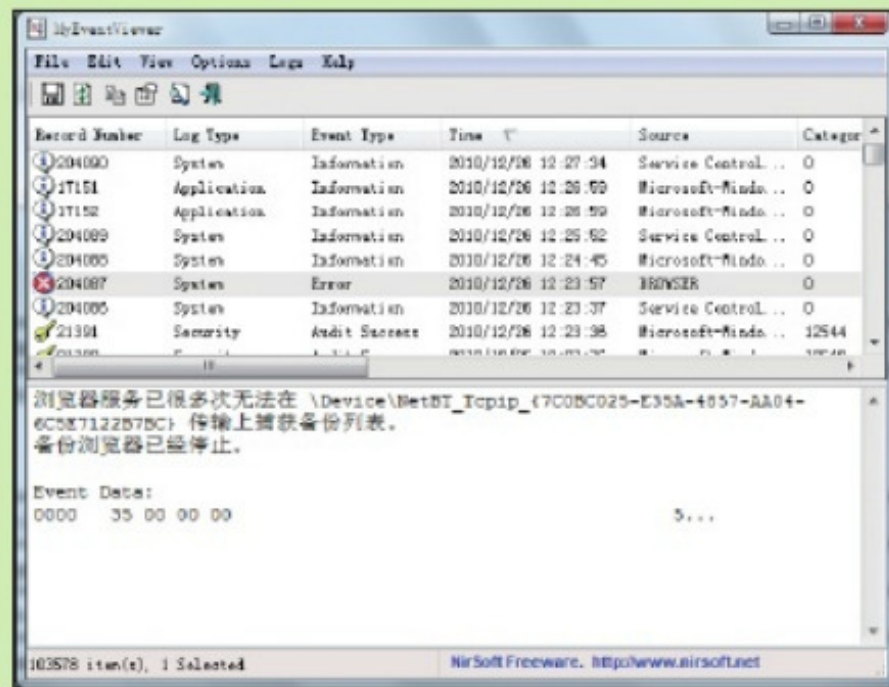 MyEventViewer
File Edit View Options Logs Help
Record Number Log Type Event Type Time Source Categor
204090 System Information 2010/12/26 12:27:34 Service Control... 0
17151 Application Information 2010/12/26 12:26:59 Microsoft-Windo... 0
17152 Application Information 2010/12/26 12:26:59 Microsoft-Windo... 0
204089 System Information 2010/12/26 12:25:52 Service Control... 0
204088 System Information 2010/12/26 12:24:45 Microsoft-Windo... 0
204087 System Error 2010/12/26 12:23:57 BROWSER 0
204086 System Information 2010/12/26 12:23:37 Service Control... 0
21391 Security Audit Success 2010/12/26 12:23:36 Microsoft-Windo... 12544
浏览器服务已很多次无法在 \Device\NetBT_Tcpip_{7C0BC025-E35A-4857-AA04-
6C5E7122B7BC} 传输上捕获备份列表。
备份浏览器已经停止。
Event Data:
0000 35 00 00 00 5...
103578 item(s), 1 Selected NirSoft Freeware. http://www.nirsoft.net